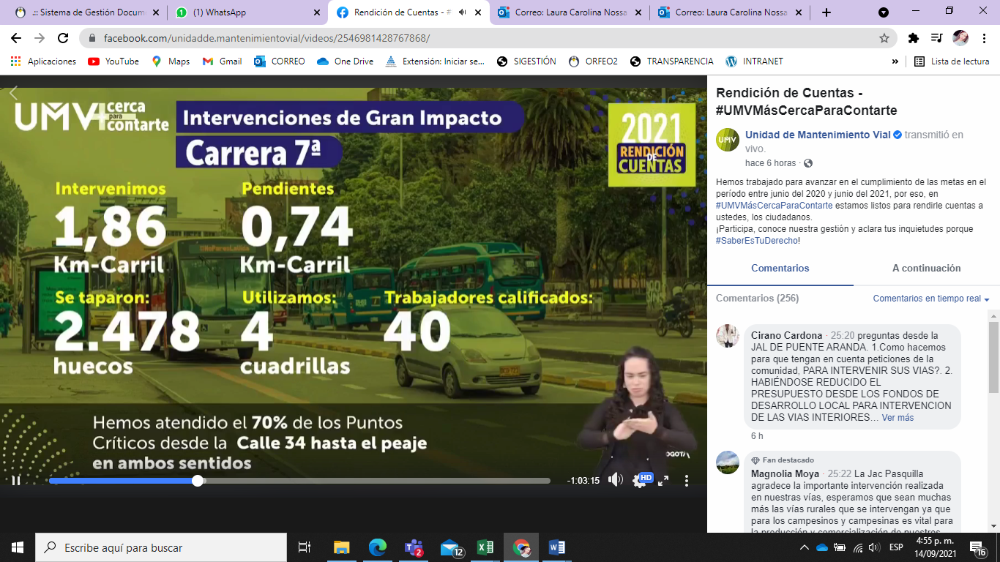 .:: Sistema de Gestión Docum
(1) WhatsApp
Rendición de Cuentas - #
Correo: Laura Carolina Nossa
Correo: Laura Carolina Nossa
facebook.com/unidadde.mantenimientovial/videos/2546981428767868/
Aplicaciones
YouTube
Maps
Gmail
CORREO
One Drive
Extensión: Iniciar se...
SIGESTIÓN
ORFEO2
TRANSPARENCIA
INTRANET
»
Lista de lectura
UMV cerca
para
contarte
Intervenciones de Gran Impacto
Carrera 7ª
2021
RENDICIÓN
DE
CUENTAS
Intervenimos
1,86
Km-Carril
Pendientes
0,74
Km-Carril
Se taparon:
2.478
huecos
Utilizamos:
4
cuadrillas
Trabajadores calificados:
40
Hemos atendido el 70% de los Puntos
Críticos desde la Calle 34 hasta el peaje
en ambos sentidos
-1:03:15
HD
Rendición de Cuentas -
#UMVMásCercaParaContarte
UMV
Unidad de Mantenimiento Vial transmitió en
vivo.
hace 6 horas ·
Hemos trabajado para avanzar en el cumplimiento de las metas en el
período entre junio del 2020 y junio del 2021, por eso, en
#UMVMásCercaParaContarte estamos listos para rendirle cuentas a
ustedes, los ciudadanos.
¡Participa, conoce nuestra gestión y aclara tus inquietudes porque
#SaberEsTuDerecho!
Comentarios
A continuación
Comentarios (256)
Comentarios en tiempo real
Cirano Cardona · 25:20 preguntas desde la
JAL DE PUENTE ARANDA. 1.Como hacemos
para que tengan en cuenta peticiones de la
comunidad, PARA INTERVENIR SUS VIAS?. 2.
HABIÉNDOSE REDUCIDO EL
PRESUPUESTO DESDE LOS FONDOS DE
DESARROLLO LOCAL PARA INTERVENCION
DE LAS VIAS INTERIORES… Ver más
6 h
Fan destacado
Magnolia Moya · 25:22 La Jac Pasquilla
agradece la importante intervención realizada
en nuestras vías, esperamos que sean muchas
más las vías rurales que se intervengan ya que
para los campesinos y campesinas es vital para
la producción y comercialización de nuestros
Escribe aquí para buscar
2
12
ESP
4:55 p. m.
14/09/2021
16